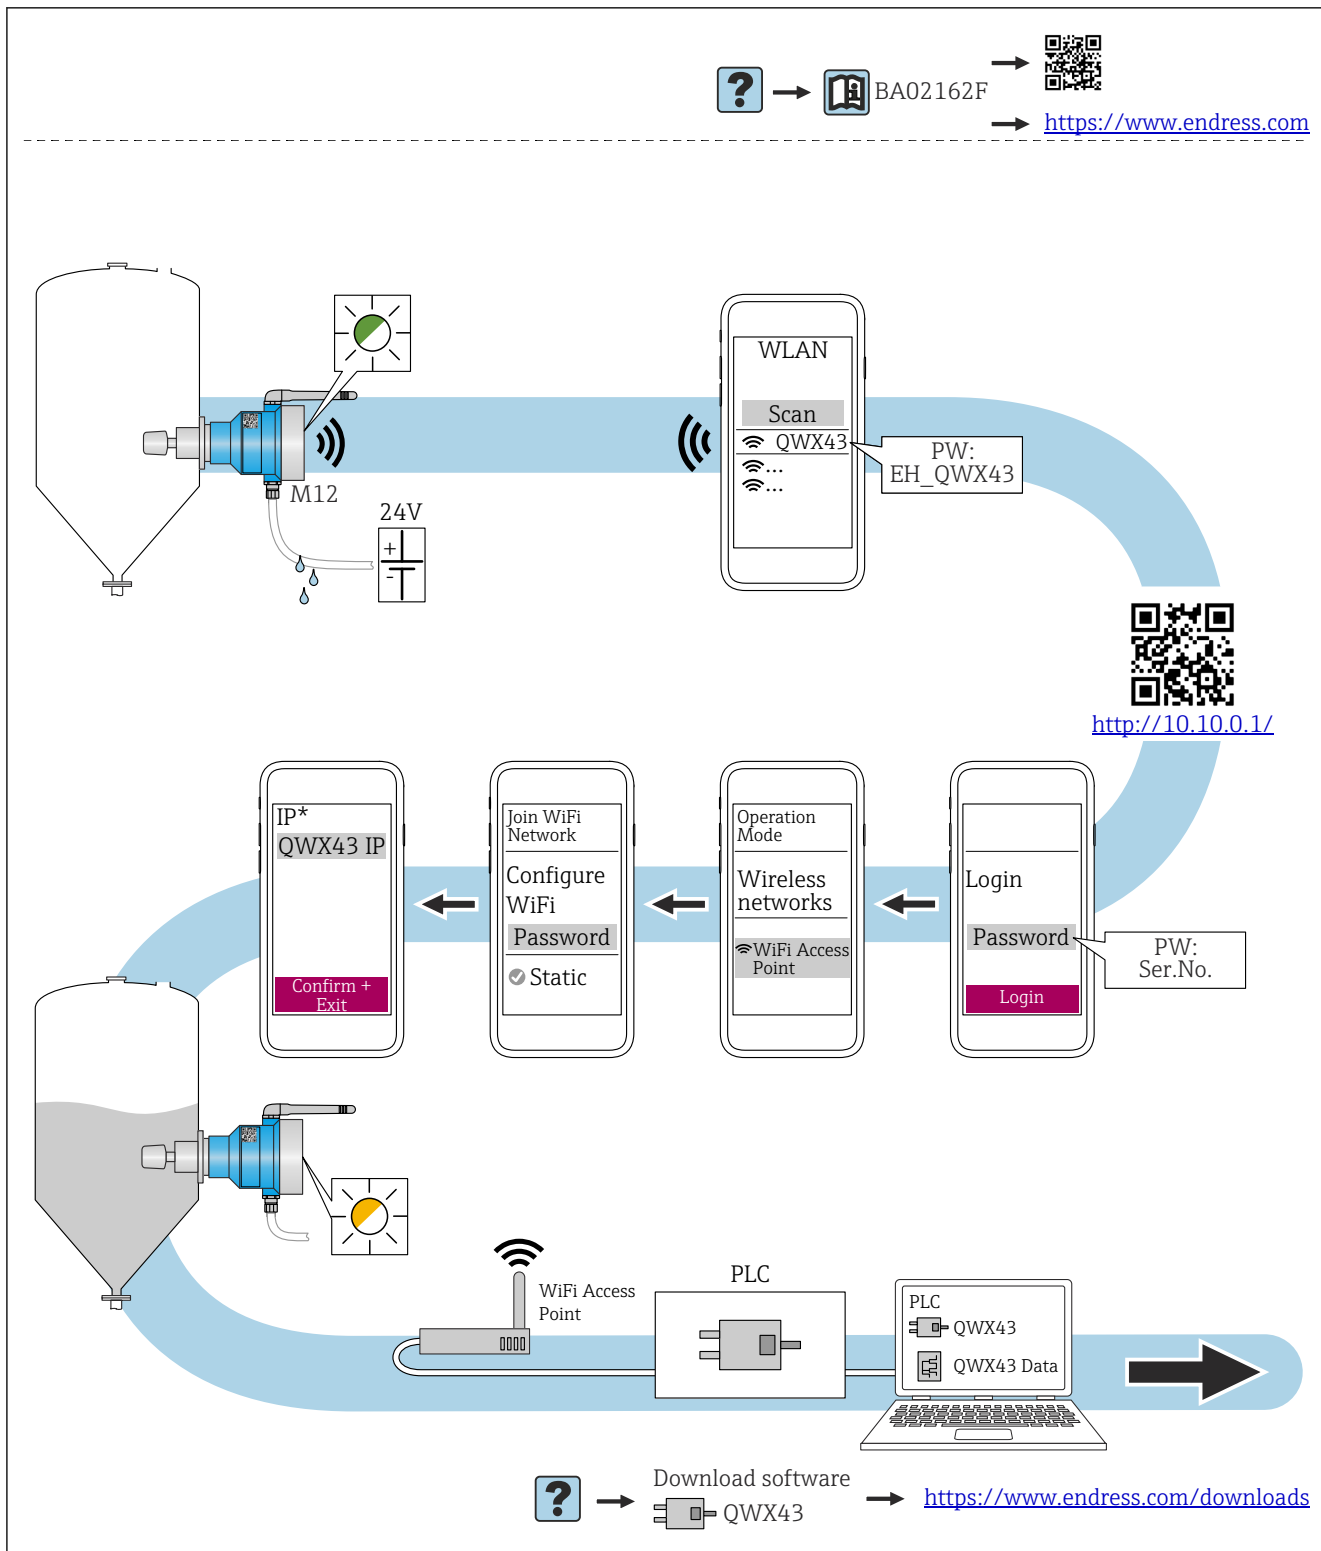 ?
BA02162F
https://www.endress.com
WLAN
Scan
QWX43
...
...
PW:
EH_QWX43
M12
24V
+
-
http://10.10.0.1/
IP*
QWX43 IP
Confirm +
Exit
Join WiFi
Network
Configure
WiFi
Password
Static
Operation
Mode
Wireless
networks
WiFi Access
Point
Login
Password
Login
PW:
Ser.No.
WiFi Access
Point
PLC
PLC
QWX43
QWX43 Data
?
Download software
QWX43
https://www.endress.com/downloads